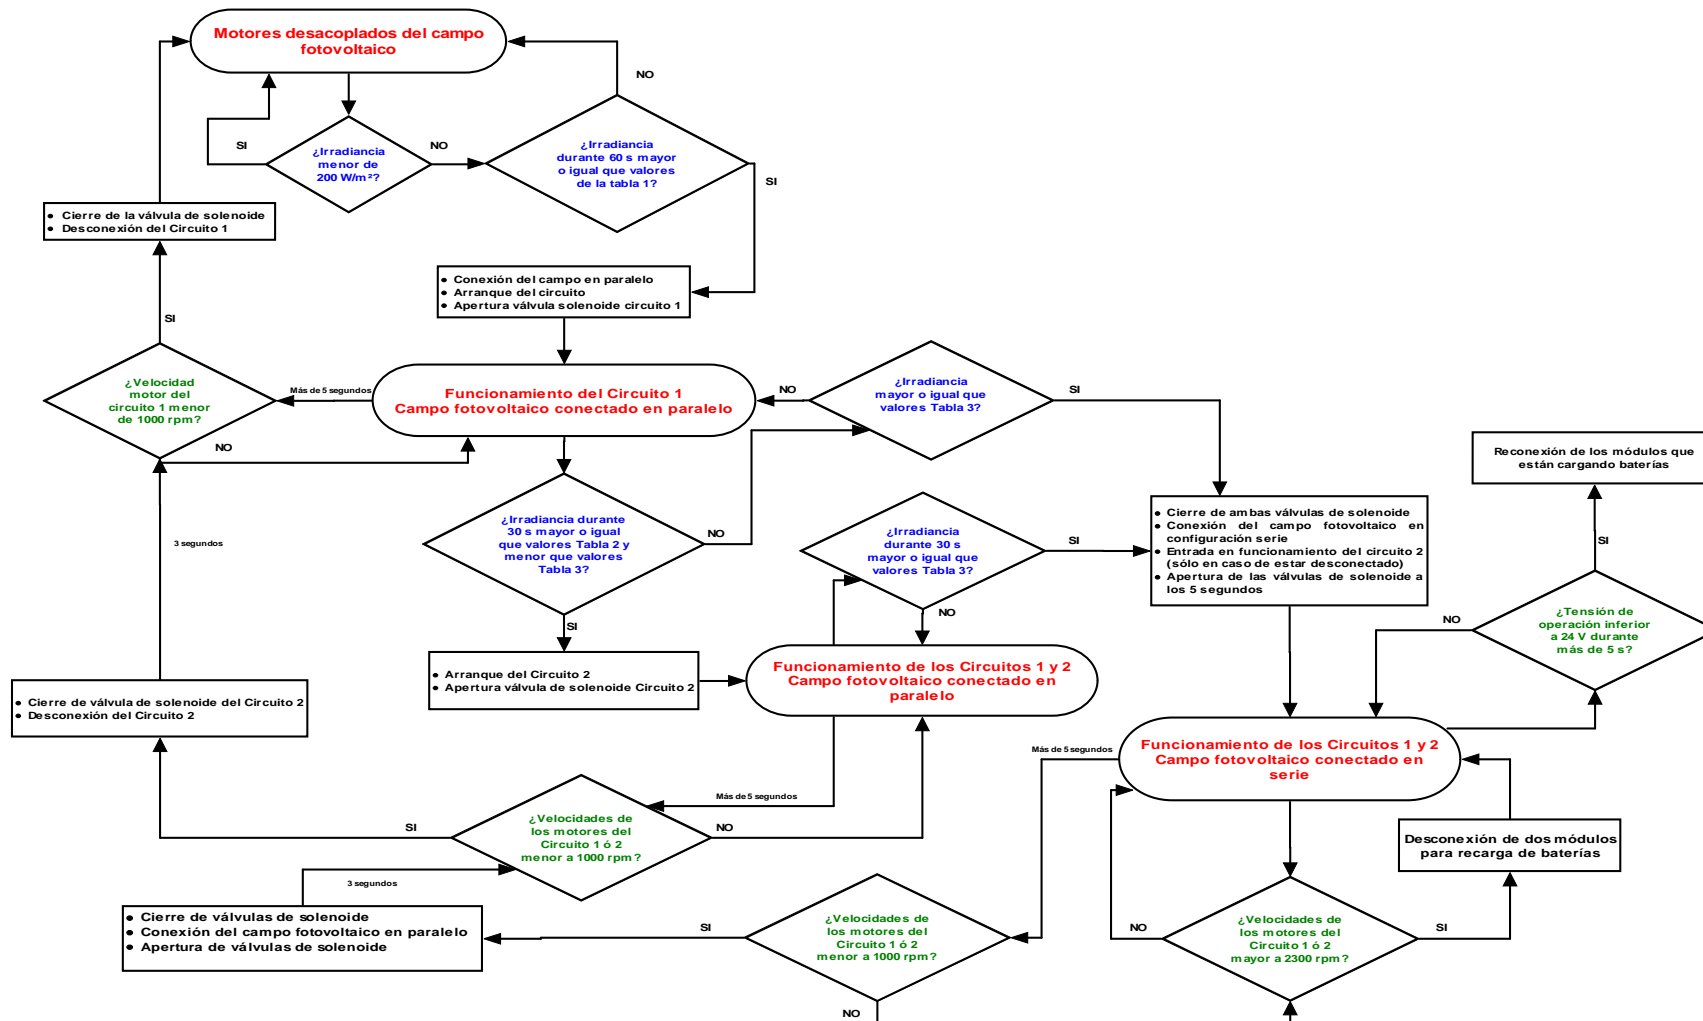 Motores desacoplados del campo
fotovoltaico
NO
¿Irradiancia
menor de
200 W/m²?
SI
NO
¿Irradiancia
durante 60 s mayor
o igual que valores
de la tabla 1?
SI
● Cierre de la válvula de solenoide
● Desconexión del Circuito 1
● Conexión del campo en paralelo
● Arranque del circuito
● Apertura válvula solenoide circuito 1
SI
¿Velocidad
motor del
circuito 1 menor
de 1000 rpm?
Más de 5 segundos
Funcionamiento del Circuito 1
Campo fotovoltaico conectado en paralelo
NO
¿Irradiancia
mayor o igual que
valores Tabla 3?
SI
NO
Reconexión de los módulos que
están cargando baterías
¿Irradiancia durante
30 s mayor o igual
que valores Tabla 2 y
menor que valores
Tabla 3?
NO
¿Irradiancia
durante 30 s
mayor o igual que
valores Tabla 3?
SI
● Cierre de ambas válvulas de solenoide
● Conexión del campo fotovoltaico en
configuración serie
● Entrada en funcionamiento del circuito 2
(sólo en caso de estar desconectado)
● Apertura de las válvulas de solenoide a
los 5 segundos
SI
3 segundos
NO
SI
NO
¿Tensión de
operación inferior
a 24 V durante
más de 5 s?
● Arranque del Circuito 2
● Apertura válvula de solenoide Circuito 2
Funcionamiento de los Circuitos 1 y 2
Campo fotovoltaico conectado en
paralelo
● Cierre de válvula de solenoide del Circuito 2
● Desconexión del Circuito 2
Más de 5 segundos
Funcionamiento de los Circuitos 1 y 2
Campo fotovoltaico conectado en
serie
Más de 5 segundos
SI
¿Velocidades de
los motores del
Circuito 1 ó 2
menor a 1000 rpm?
NO
Desconexión de dos módulos
para recarga de baterías
3 segundos
● Cierre de válvulas de solenoide
● Conexión del campo fotovoltaico en paralelo
● Apertura de válvulas de solenoide
SI
¿Velocidades de
los motores del
Circuito 1 ó 2
menor a 1000 rpm?
NO
NO
¿Velocidades de
los motores del
Circuito 1 ó 2
mayor a 2300 rpm?
SI